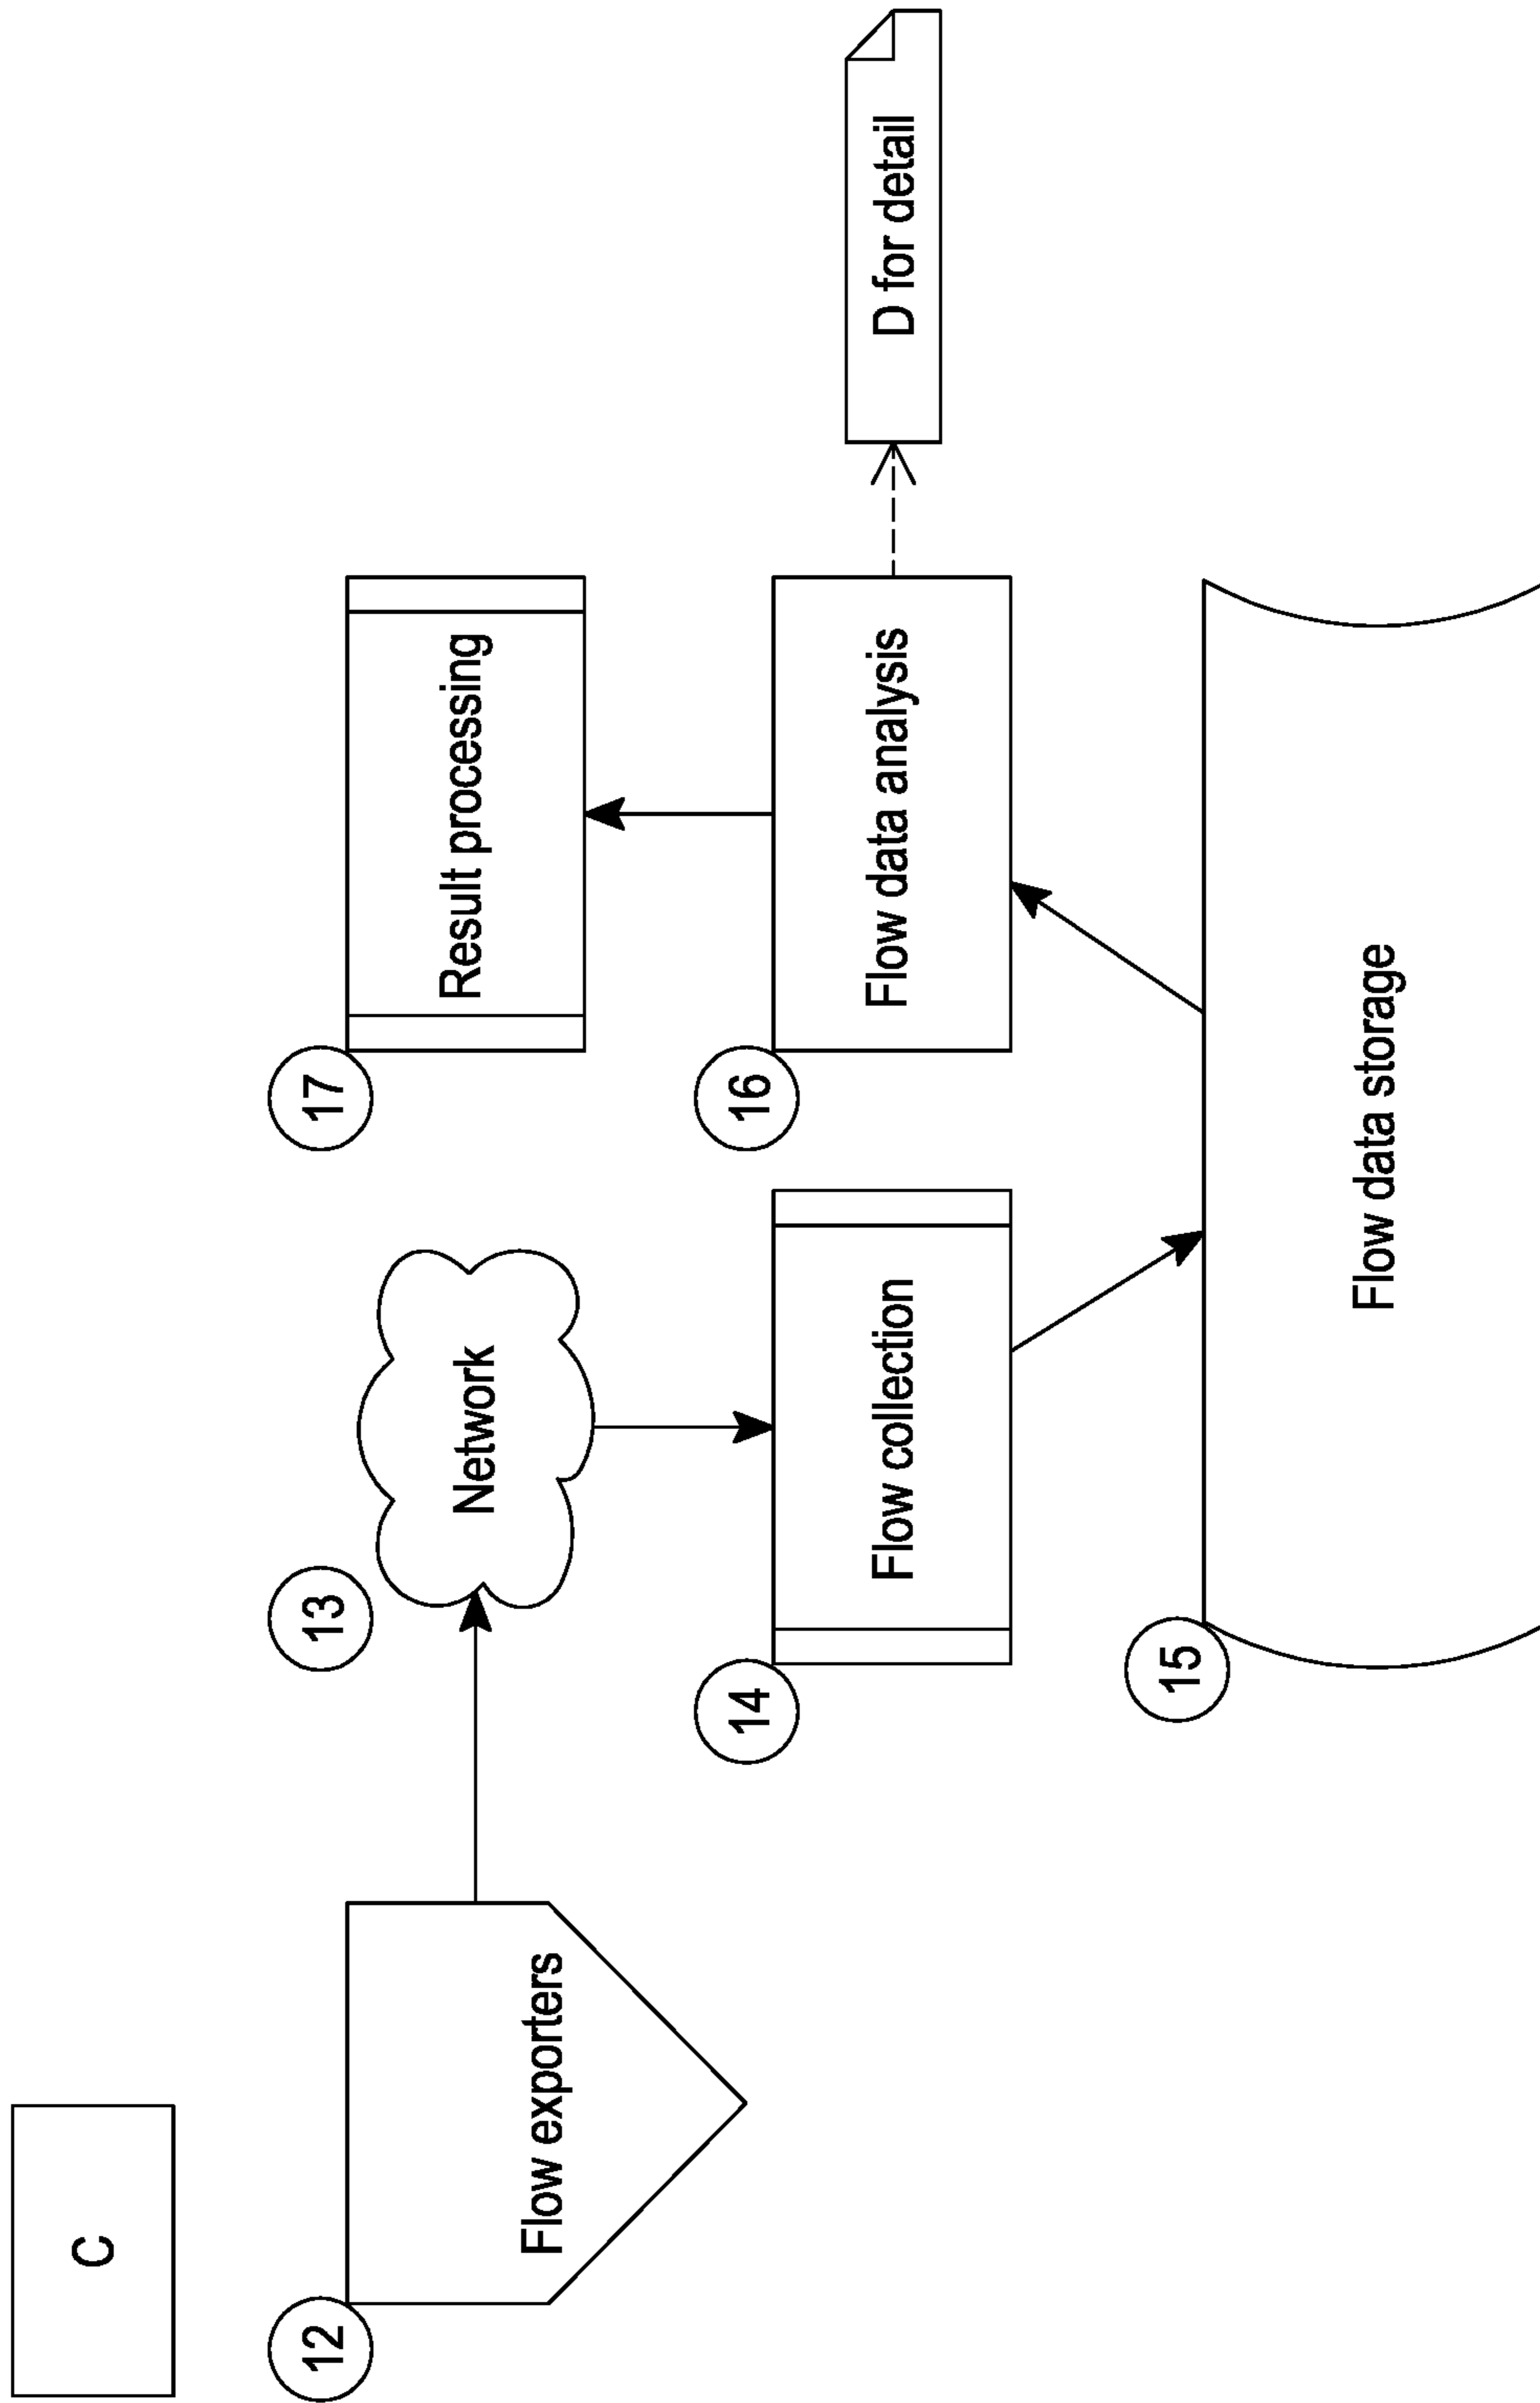 C
12
Flow exporters
13
Network
17
Result processing
14
Flow collection
16
Flow data analysis
D for detail
15
Flow data storage